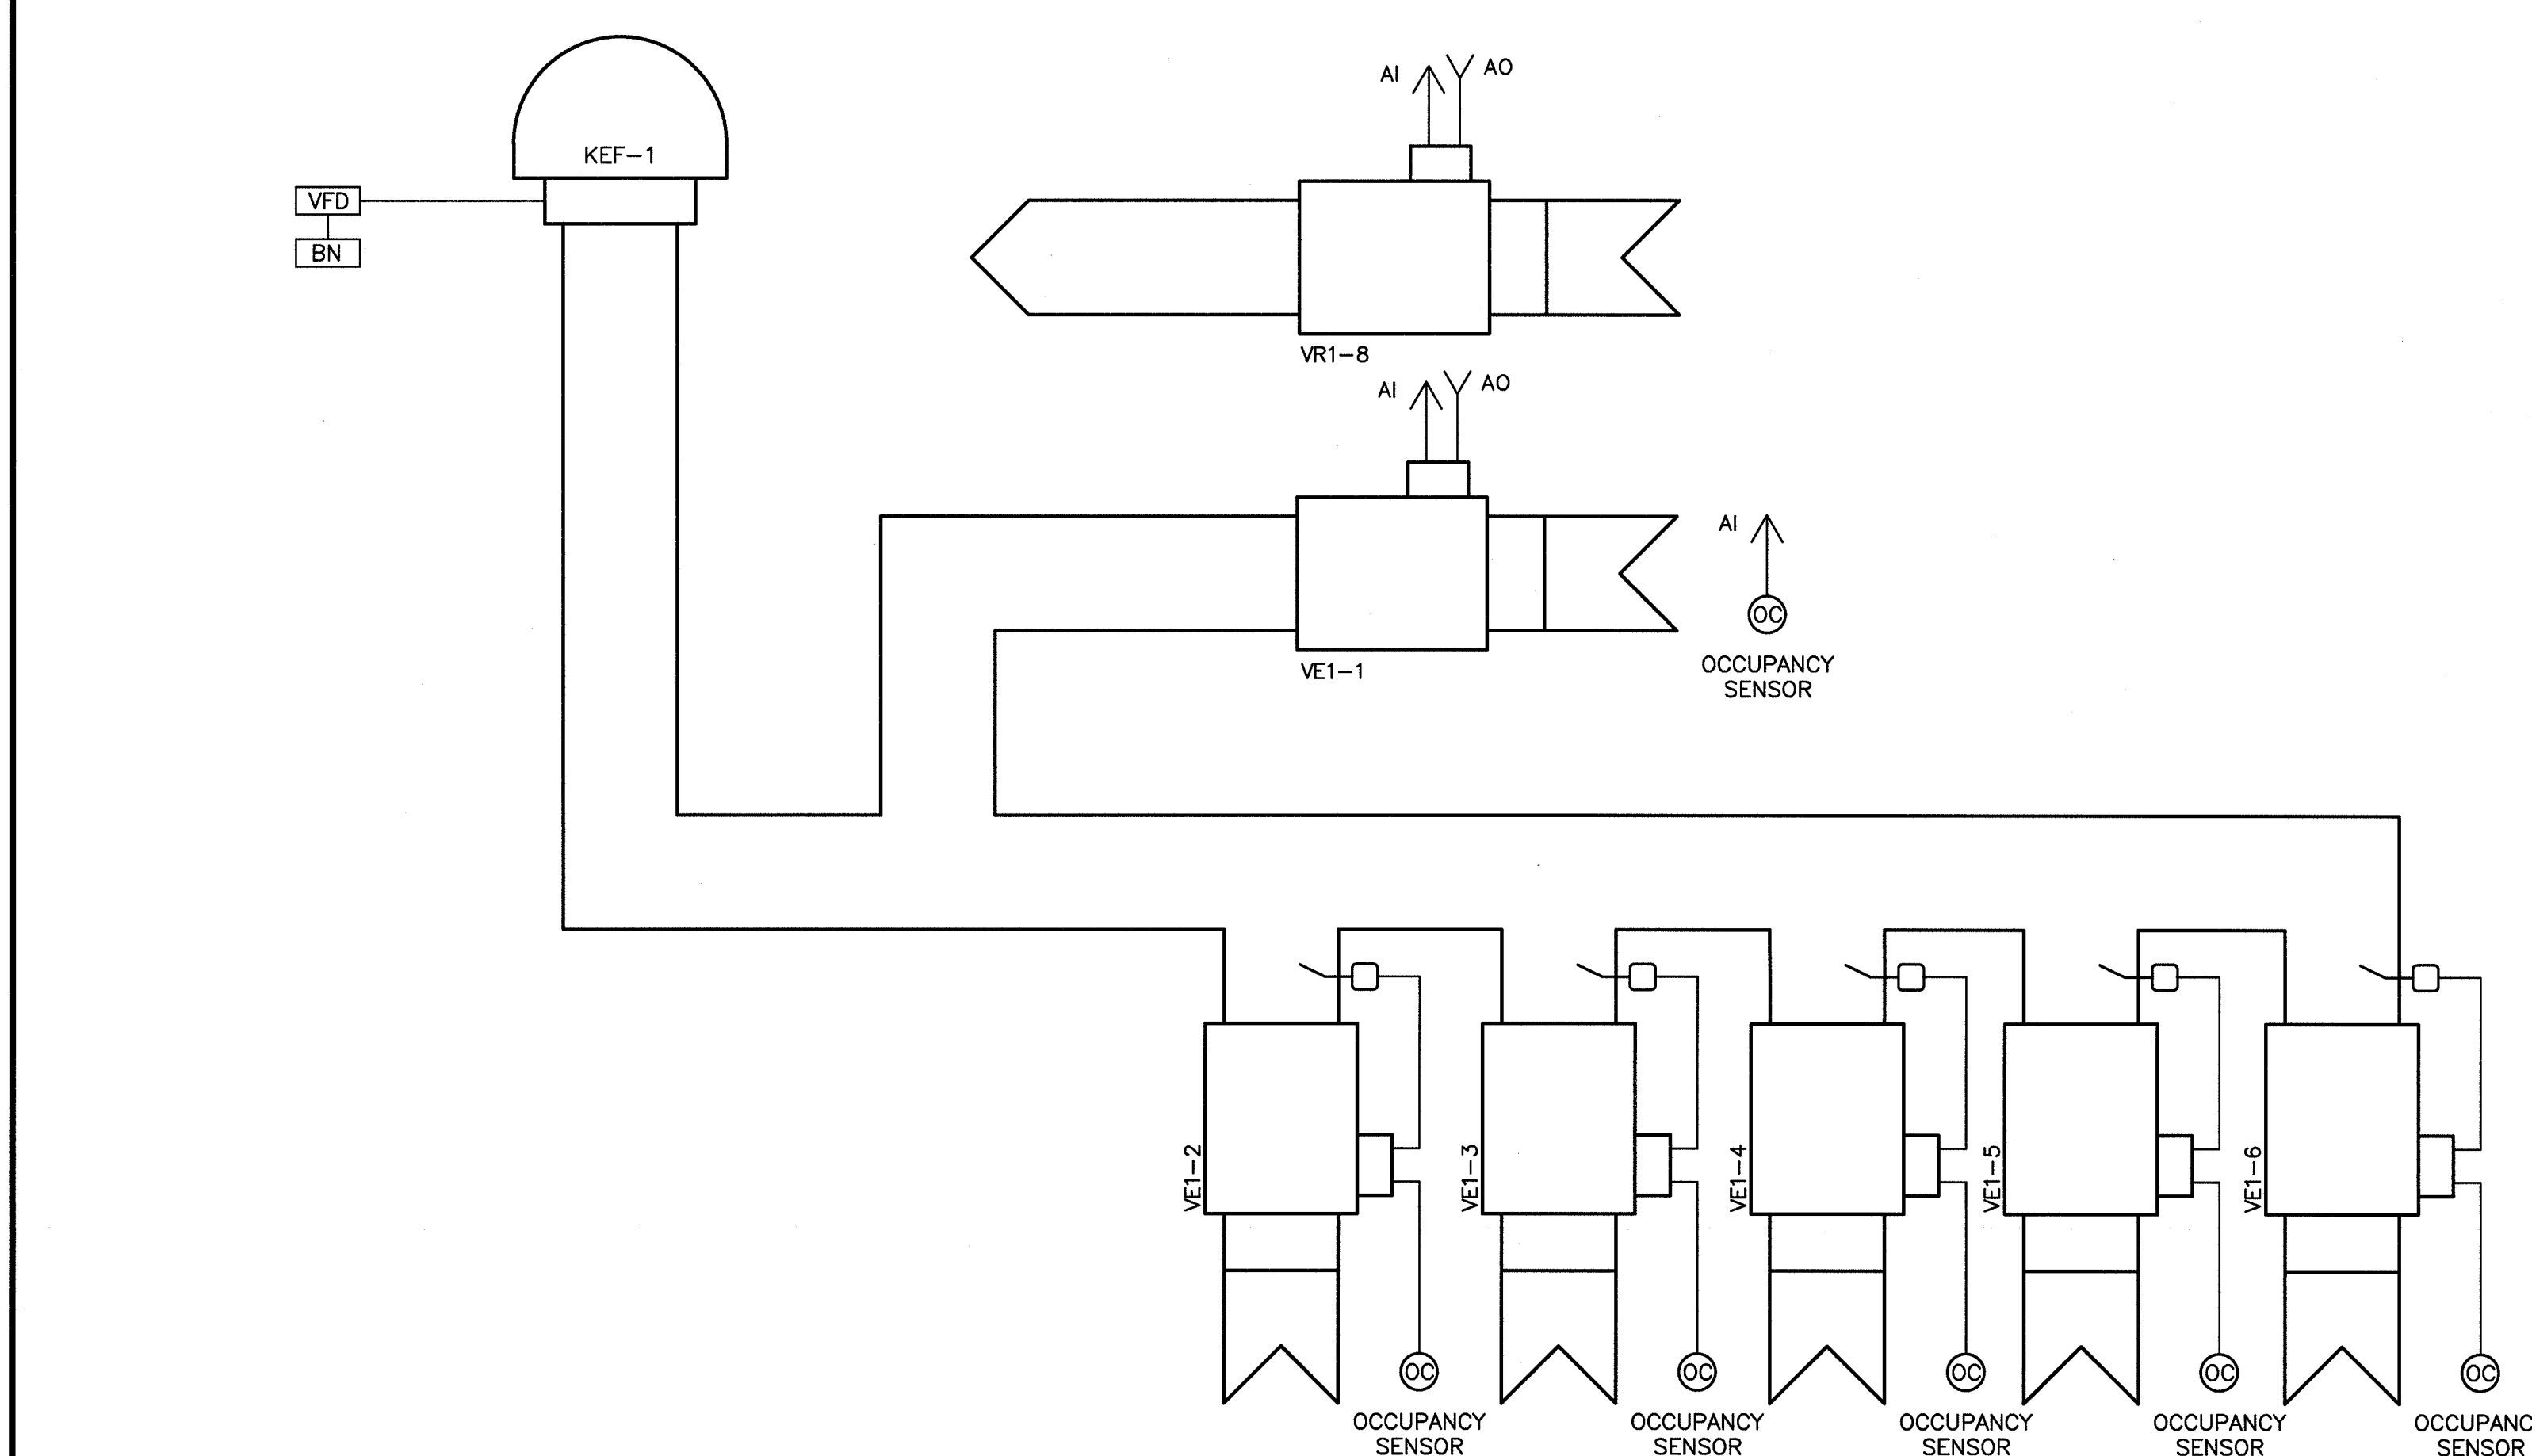 AI
AO
KEF-1
VFD
BN
VR1-8
AI
AO
AI
OC
OCCUPANCY
SENSOR
VE1-1
VE1-2
VE1-3
VE1-4
VE1-5
VE1-6
OC
OC
OC
OC
OC
OCCUPANCY
SENSOR
OCCUPANCY
SENSOR
OCCUPANCY
SENSOR
OCCUPANCY
SENSOR
OCCUPANC
SENSOR